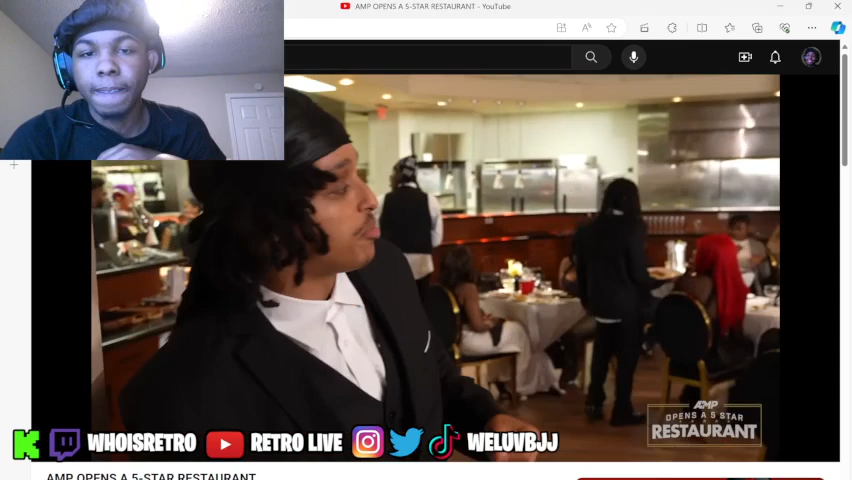 AMP OPENS A 5-STAR RESTAURANT - YouTube
AMP
OPENS A 5 STAR
RESTAURANT
WHOISRETRO RETRO LIVE WELUVBJJ
AMP OPENS A 5-STAR RESTAURANT